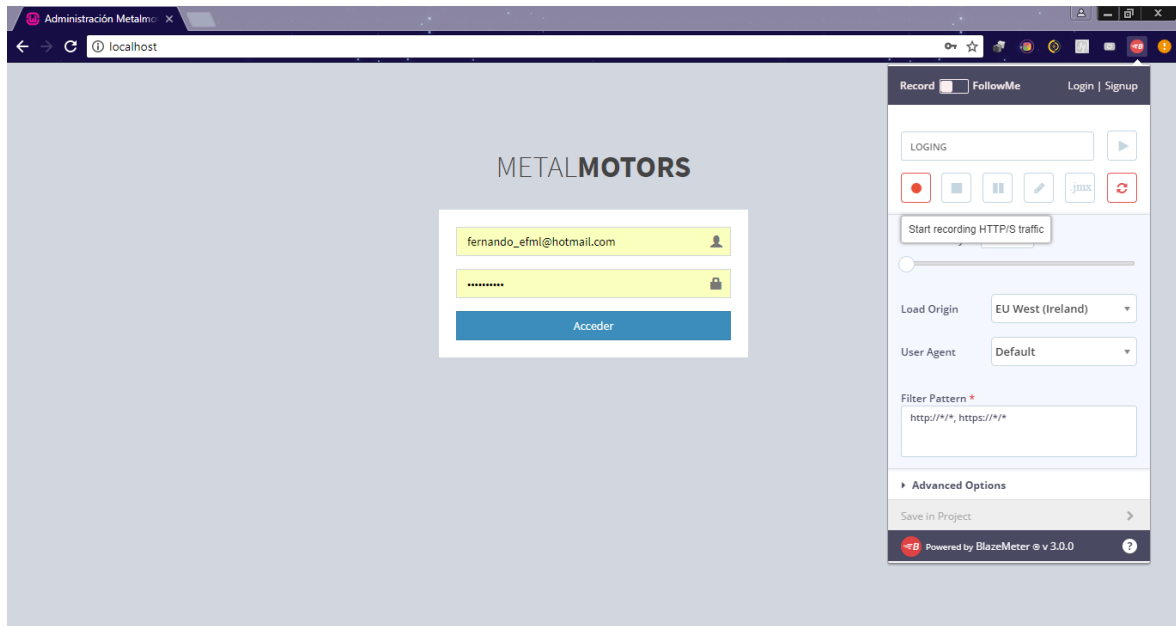 Administración Metalmo
localhost
Record FollowMe Login | Signup
LOGING
.jmx
Start recording HTTP/S traffic
METALMOTORS
fernando_efml@hotmail.com
••••••••••
Acceder
Load Origin EU West (Ireland)
User Agent Default
Filter Pattern *
http://*/*, https://*/*
Advanced Options
Save in Project
Powered by BlazeMeter ® v 3.0.0